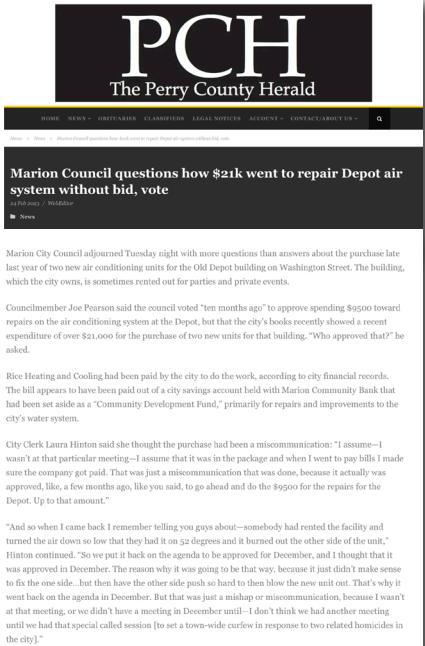 PCH
The Perry County Herald
HOME NEWS OBITUARIES CLASSIFIEDS LEGAL NOTICES ACCOUNT CONTACT/ABOUT US
Home > News > Marion Council questions how $21k went to repair Depot air system without bid, vote
Marion Council questions how $21k went to repair Depot air
system without bid, vote
24 Feb 2023 / WebEditor
News
Marion City Council adjourned Tuesday night with more questions than answers about the purchase late
last year of two new air conditioning units for the Old Depot building on Washington Street. The building,
which the city owns, is sometimes rented out for parties and private events.
Councilmember Joe Pearson said the council voted “ten months ago” to approve spending $9500 toward
repairs on the air conditioning system at the Depot, but that the city’s books recently showed a recent
expenditure of over $21,000 for the purchase of two new units for that building. “Who approved that?” he
asked.
Rice Heating and Cooling had been paid by the city to do the work, according to city financial records.
The bill appears to have been paid out of a city savings account held with Marion Community Bank that
had been set aside as a “Community Development Fund,” primarily for repairs and improvements to the
city’s water system.
City Clerk Laura Hinton said she thought the purchase had been a miscommunication: “I assume—I
wasn’t at that particular meeting—I assume that it was in the package and when I went to pay bills I made
sure the company got paid. That was just a miscommunication that was done, because it actually was
approved, like, a few months ago, like you said, to go ahead and do the $9500 for the repairs for the
Depot. Up to that amount.”
“And so when I came back I remember telling you guys about—somebody had rented the facility and
turned the air down so low that they had it on 52 degrees and it burned out the other side of the unit,”
Hinton continued. “So we put it back on the agenda to be approved for December, and I thought that it
was approved in December. The reason why it was going to be that way, because it just didn’t make sense
to fix the one side…but then have the other side push so hard to then blow the new unit out. That’s why it
went back on the agenda in December. But that was just a mishap or miscommunication, because I wasn’t
at that meeting, or we didn’t have a meeting in December until—I don’t think we had another meeting
until we had that special called session [to set a town-wide curfew in response to two related homicides in
the city].”